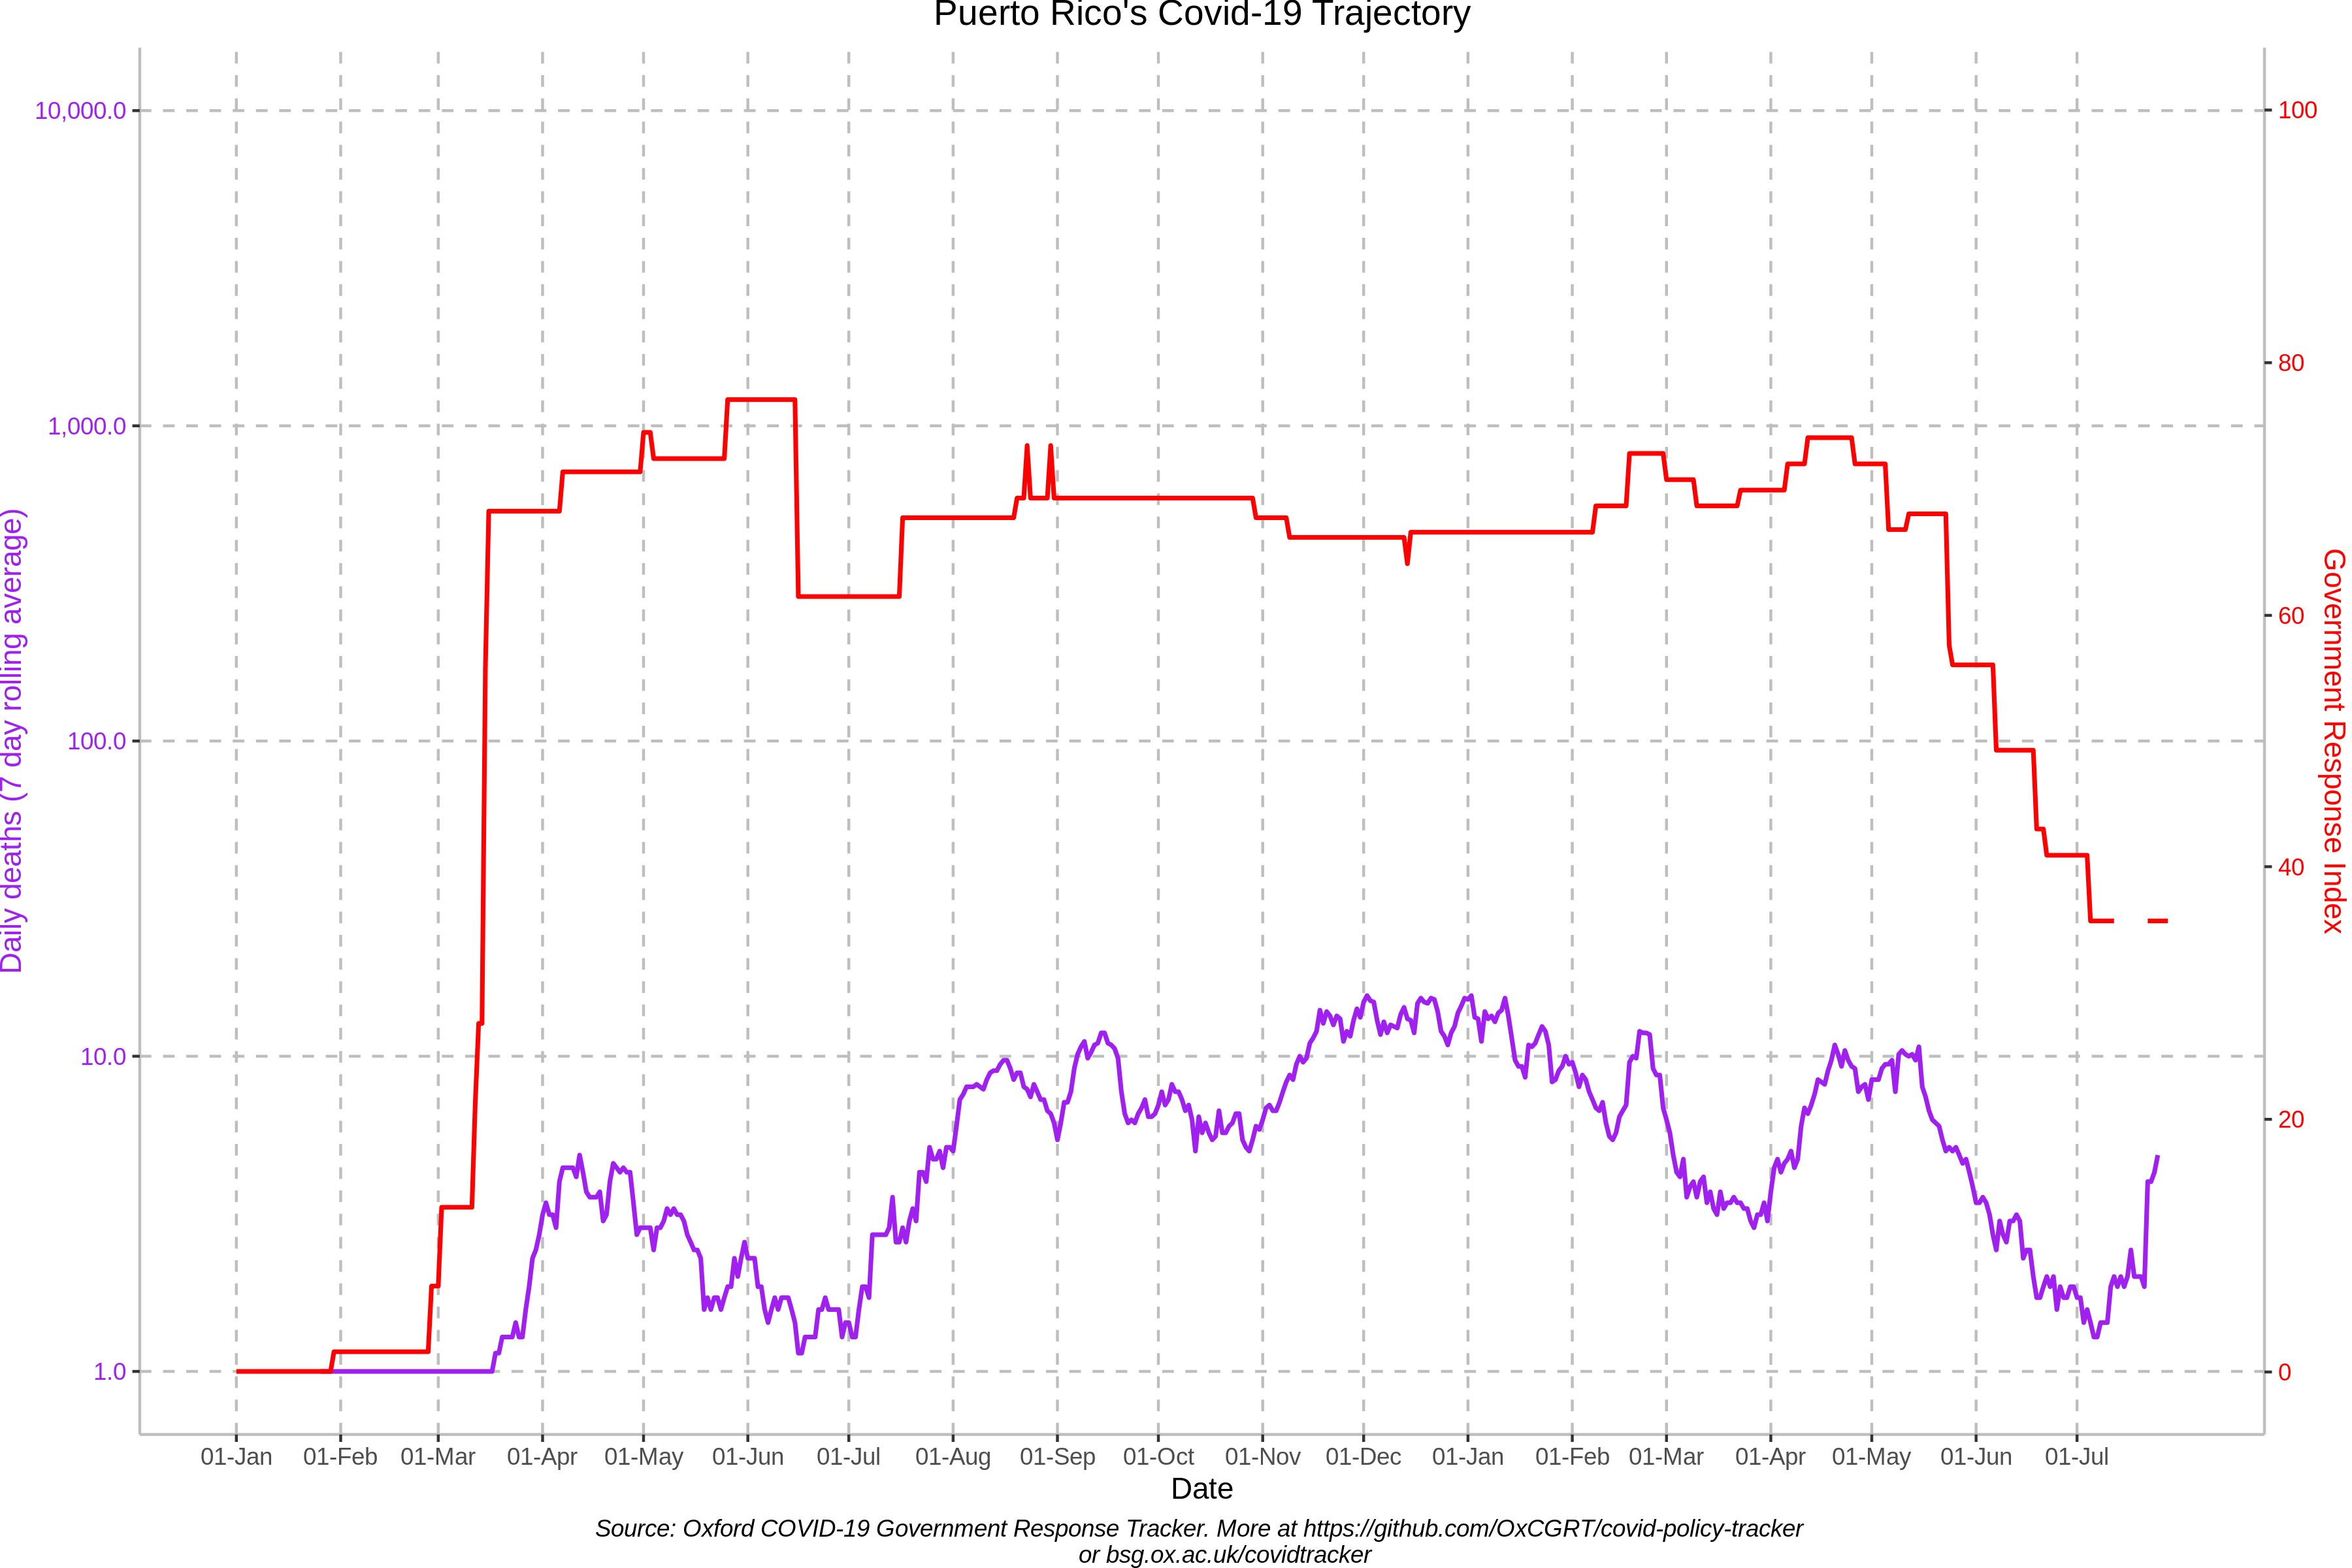 Puerto Rico's Covid-19 Trajectory
Daily deaths (7 day rolling average)
10,000.0
1,000.0
100.0
10.0
1.0
100
80
60
40
20
0
Government Response Index
01-Jan 01-Feb 01-Mar 01-Apr 01-May 01-Jun 01-Jul 01-Aug 01-Sep 01-Oct 01-Nov 01-Dec 01-Jan 01-Feb 01-Mar 01-Apr 01-May 01-Jun 01-Jul
Date
Source: Oxford COVID-19 Government Response Tracker. More at https://github.com/OxCGRT/covid-policy-tracker
or bsg.ox.ac.uk/covidtracker